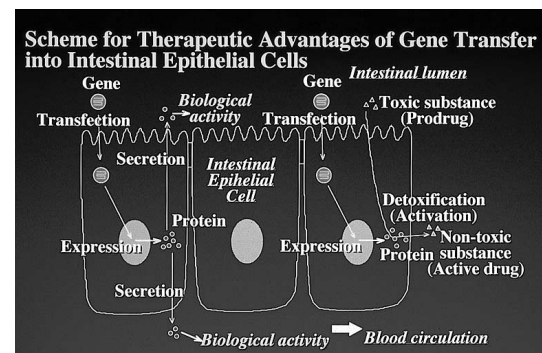 Scheme for Therapeutic Advantages of Gene Transfer
into Intestinal Epithelial Cells
Gene
Transfection
Biological
activity
Secretion
Intestinal
Epihelial
Cell
Protein
Expression
Secretion
Biological activity
Blood circulation
Gene
Transfection
Intestinal lumen
Toxic substance
(Prodrug)
Detoxification
(Activation)
Expression
Protein
Non-toxic
substance
(Active drug)